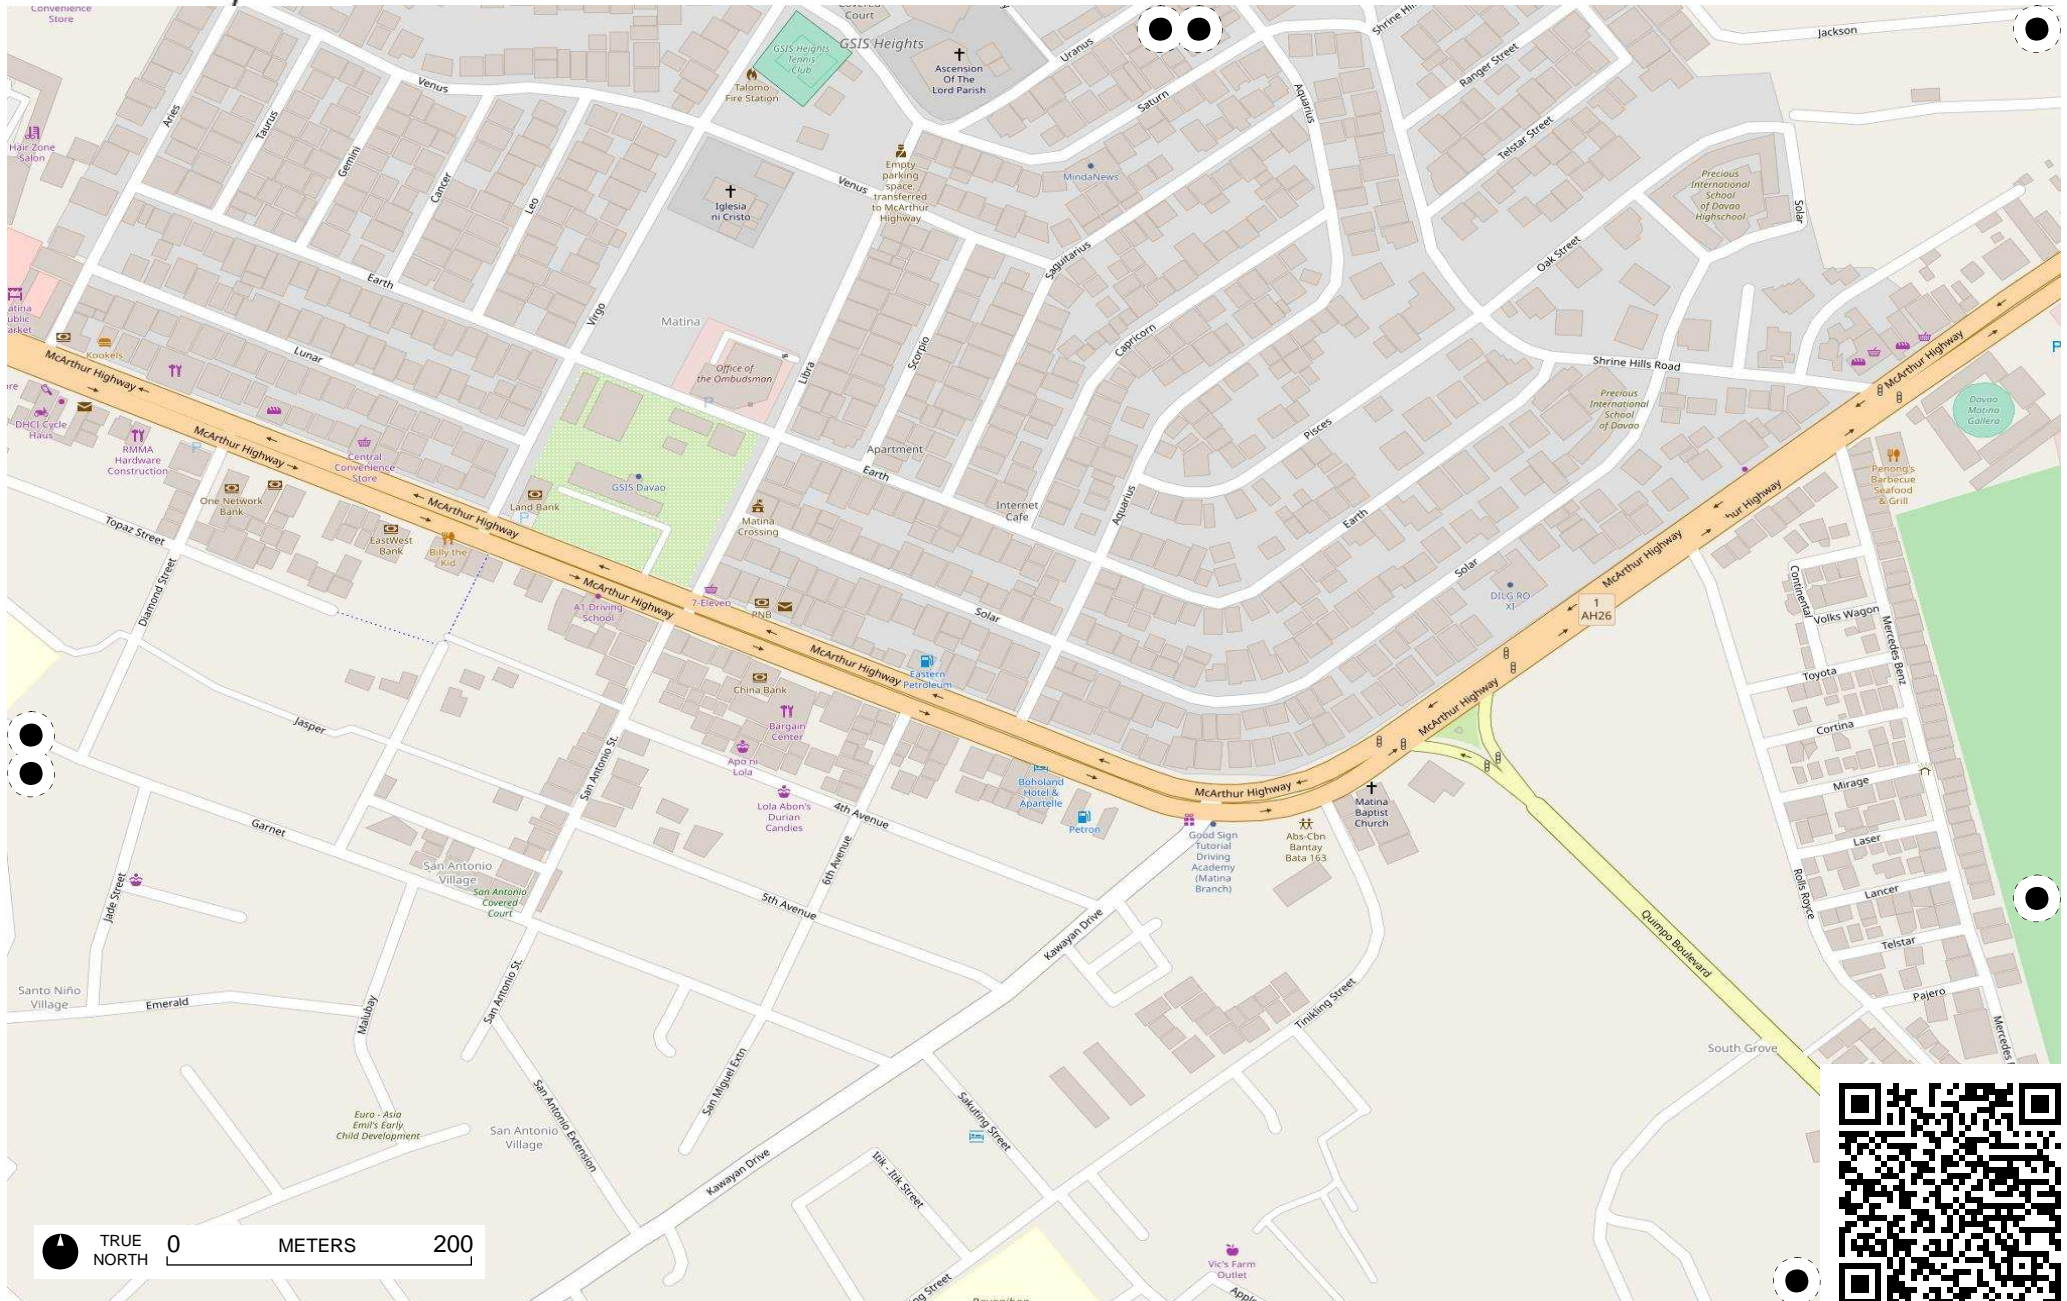 Convenience
Store
Covered
Court
GSIS Heights
GSIS Heights
Tennis
Club
Talomo
Fire Station
Ascension
Of The
Lord Parish
Uranus
Shrine Hil
Jackson
Ranger Street
Saturn
Aquarius
Telstar Street
Venus
Aries
Taurus
Gemini
Cancer
Leo
Hair Zone
Salon
Iglesia
ni Cristo
Venus
Empty
parking
space,
transferred
to McArthur
Highway
MindaNews
Precious
International
School
of Davao
Highschool
Solar
Oak Street
Saguitarius
Earth
Virgo
Matina
Office of
the Ombudsman
Libra
Scorpio
Capricorn
atina
ublic
arket
Kookels
Lunar
McArthur Highway
Shrine Hills Road
McArthur Highway
P
Precious
International
School
of Davao
Davao
Matina
Gallera
ore
DHCI Cycle
Haus
RMMA
Hardware
Construction
McArthur Highway
P
P
Central
Convenience
Store
GSIS Davao
Apartment
Earth
Pisces
Internet
Cafe
Aquarius
Earth
Penong's
Barbecue
Seafood
& Grill
One Network
Bank
Land Bank
P
Matina
Crossing
McArthur Highway
EastWest
Bank
Billy the
Kid
Topaz Street
Diamond Street
hur Highway
McArthur Highway
Solar
DILG RO
XI
1
AH26
Continental
Volks Wagon
Mercedes Benz
McArthur Highway
A1 Driving
School
7-Eleven
PNB
Solar
McArthur Highway
Eastern
Petroleum
China Bank
Bargain
Center
Apo ni
Lola
Lola Abon's
Durian
Candies
Jasper
San Antonio St.
McArthur Highway
Toyota
Cortina
Mirage
Laser
Lancer
Telstar
Pajero
Rolls Royce
Boholand
Hotel &
Apartelle
Petron
McArthur Highway
Good Sign
Tutorial
Driving
Academy
(Matina
Branch)
Abs-Cbn
Bantay
Bata 163
Matina
Baptist
Church
4th Avenue
6th Avenue
5th Avenue
Garnet
San Antonio
Village
San Antonio
Covered
Court
Jade Street
Kawayan Drive
Quimpo Boulevard
Santo Niño
Village
Emerald
Malubay
San Antonio St.
Tinikling Street
South Grove
Mercedes
San Miguel Extn
San Antonio Extension
Sakuting Street
Euro - Asia
Emil's Early
Child Development
San Antonio
Village
Kawayan Drive
Itik - Itik Street
Vic's Farm
Outlet
ng Street
Apple
TRUE
NORTH
0 METERS 200